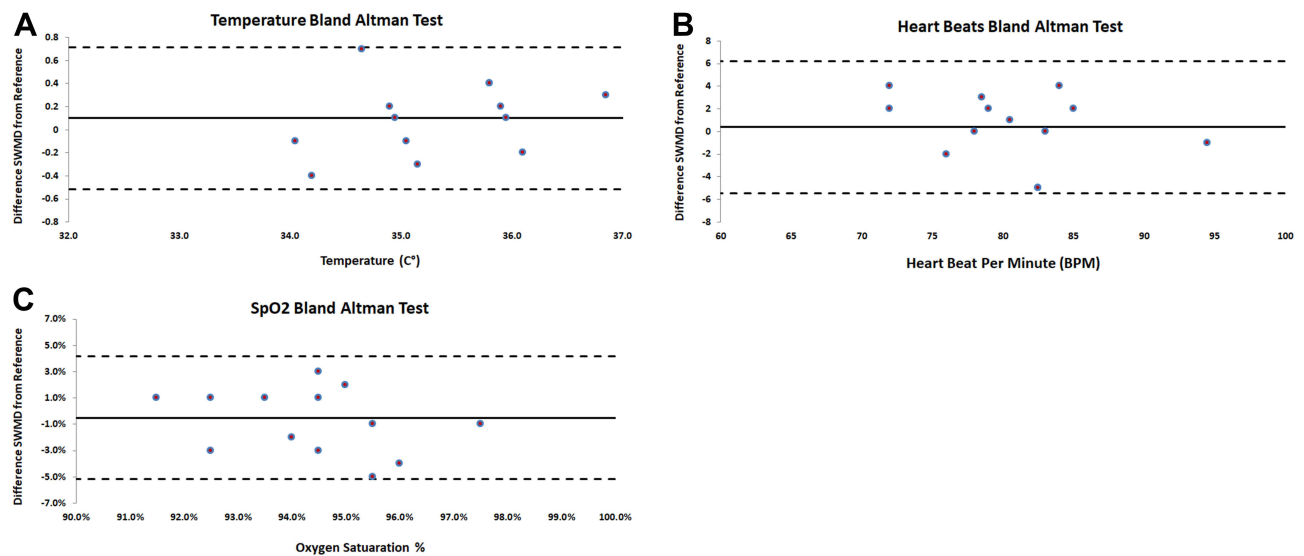 A
Temperature Bland Altman Test
Difference SWMD from Reference
0.8
0.6
0.4
0.2
0
-0.2
-0.4
-0.6
-0.8
32.0 33.0 34.0 35.0 36.0 37.0
Temperature (C°)
B
Heart Beats Bland Altman Test
Difference SWMD from Reference
8
6
4
2
0
-2
-4
-6
-8
60 65 70 75 80 85 90 95 100
Heart Beat Per Minute (BPM)
C
SpO2 Bland Altman Test
Difference SWMD from Reference
7.0%
5.0%
3.0%
1.0%
-1.0%
-3.0%
-5.0%
-7.0%
90.0% 91.0% 92.0% 93.0% 94.0% 95.0% 96.0% 97.0% 98.0% 99.0% 100.0%
Oxygen Satuaration %